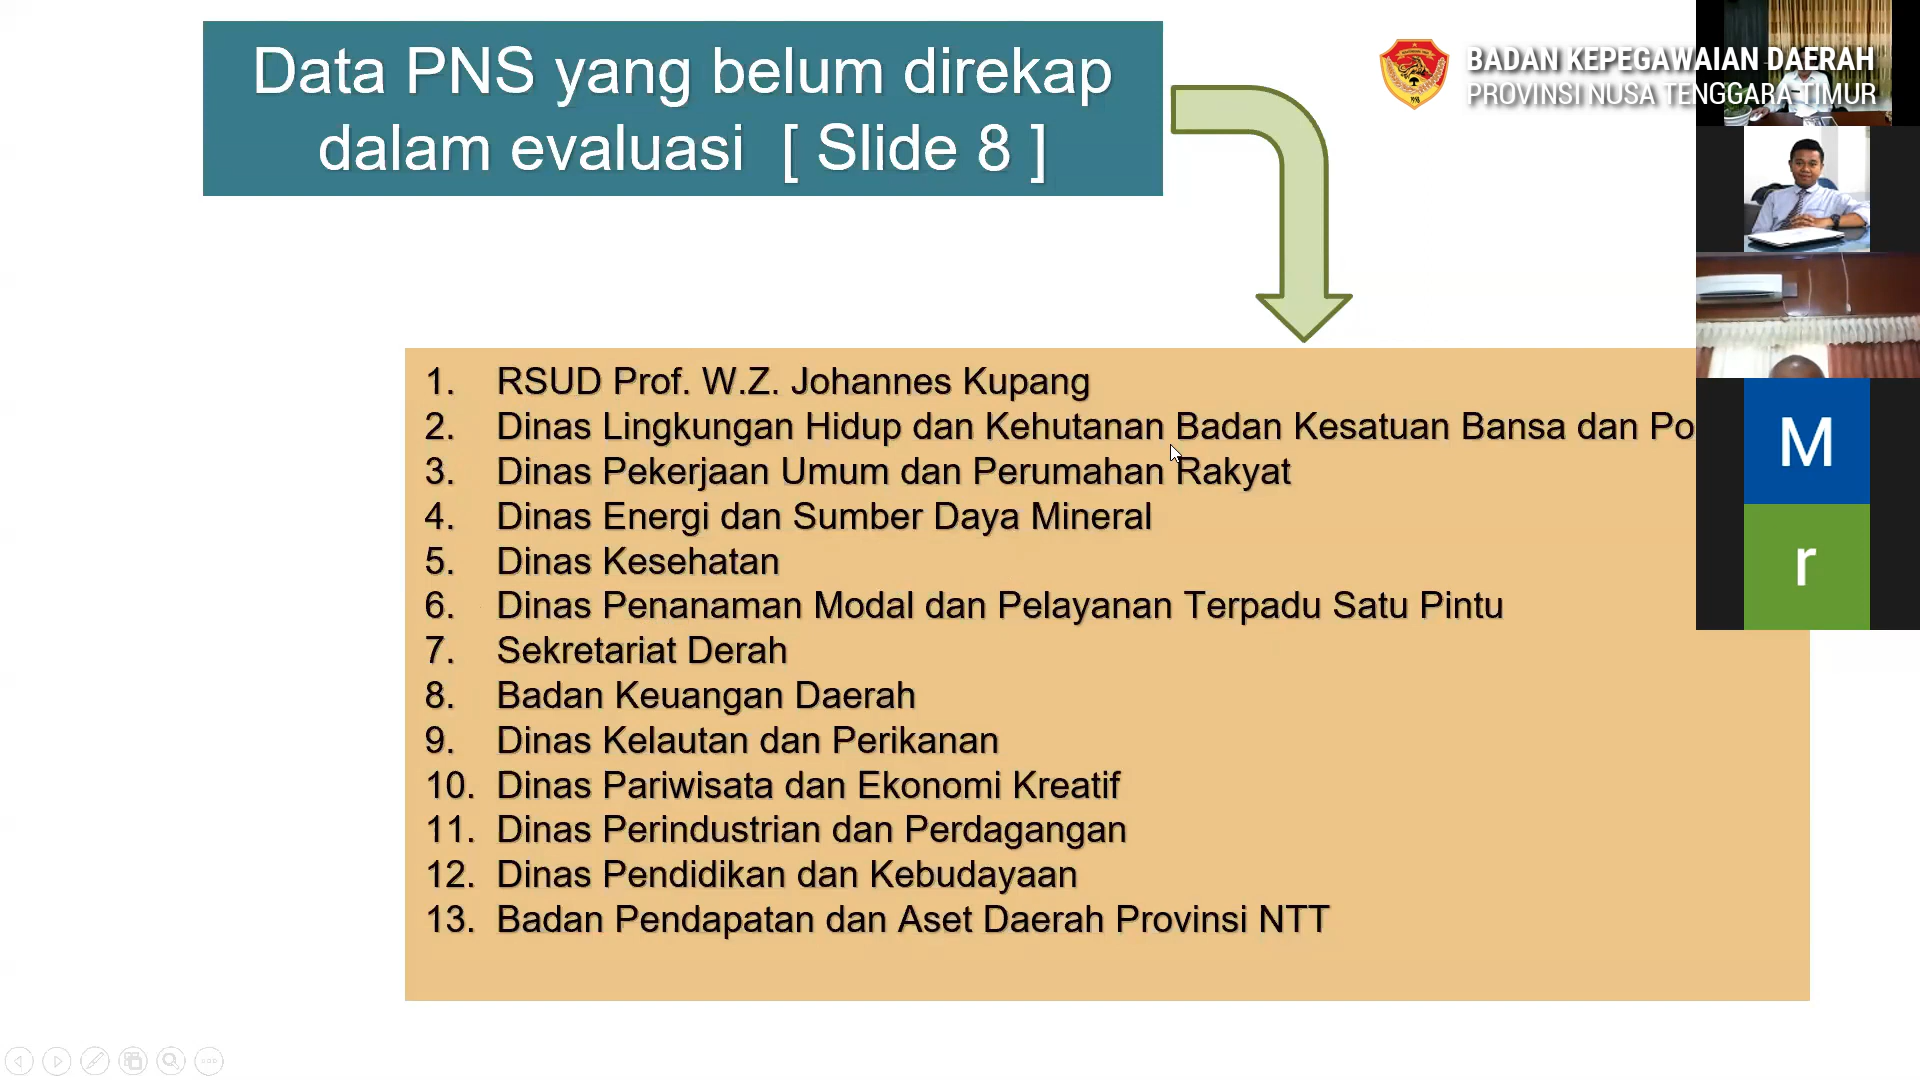 Data PNS yang belum direkap
dalam evaluasi [ Slide 8 ]
BADAN KEPEGAWAIAN DAERAH
PROVINSI NUSA TENGGARA TIMUR
1. RSUD Prof. W.Z. Johannes Kupang
2. Dinas Lingkungan Hidup dan Kehutanan Badan Kesatuan Bansa dan Po
3. Dinas Pekerjaan Umum dan Perumahan Rakyat
4. Dinas Energi dan Sumber Daya Mineral
5. Dinas Kesehatan
6. Dinas Penanaman Modal dan Pelayanan Terpadu Satu Pintu
7. Sekretariat Derah
8. Badan Keuangan Daerah
9. Dinas Kelautan dan Perikanan
10. Dinas Pariwisata dan Ekonomi Kreatif
11. Dinas Perindustrian dan Perdagangan
12. Dinas Pendidikan dan Kebudayaan
13. Badan Pendapatan dan Aset Daerah Provinsi NTT
M
r